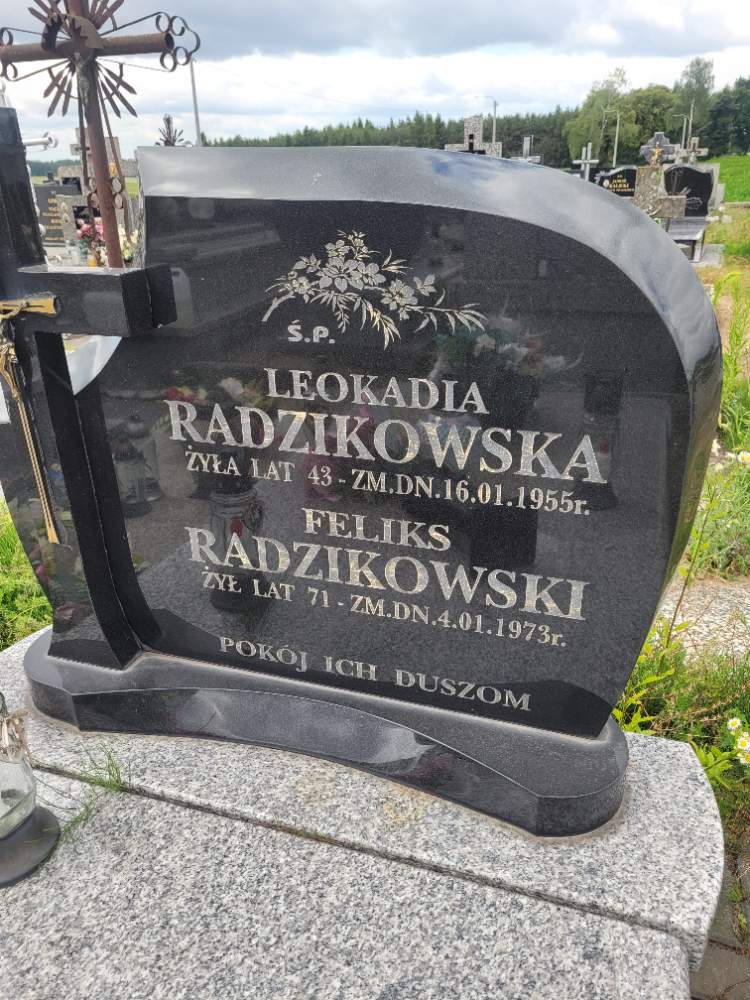 Ś.P.
LEOKADIA
RADZIKOWSKA
ŻYŁA LAT 43 - ZM.DN.16.01.1955r.
FELIKS
RADZIKOWSKI
ŻYŁ LAT 71 - ZM.DN.4.01.1973r.
POKÓJ ICH DUSZOM